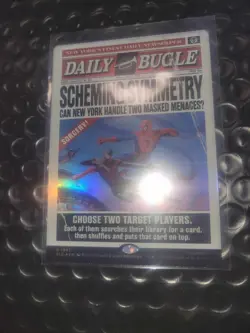 NEW YORK'S FINEST DAILY NEWSPAPER
DAILY BUGLE
SCHEMING SYMMETRY
CAN NEW YORK HANDLE TWO MASKED MENACES?
SORCERY!
CHOOSE TWO TARGET PLAYERS.
Each of them searches their library for a card,
then shuffles and puts that card on top.